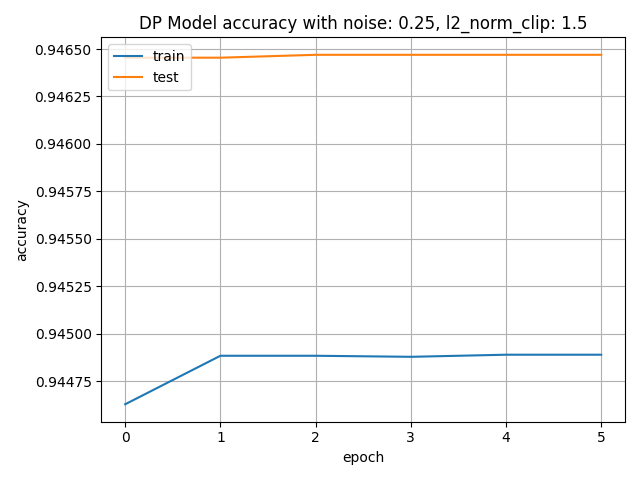 DP Model accuracy with noise: 0.25, l2_norm_clip: 1.5
train
test
0.94650
0.94625
0.94600
0.94575
0.94550
0.94525
0.94500
0.94475
accuracy
0 1 2 3 4 5
epoch